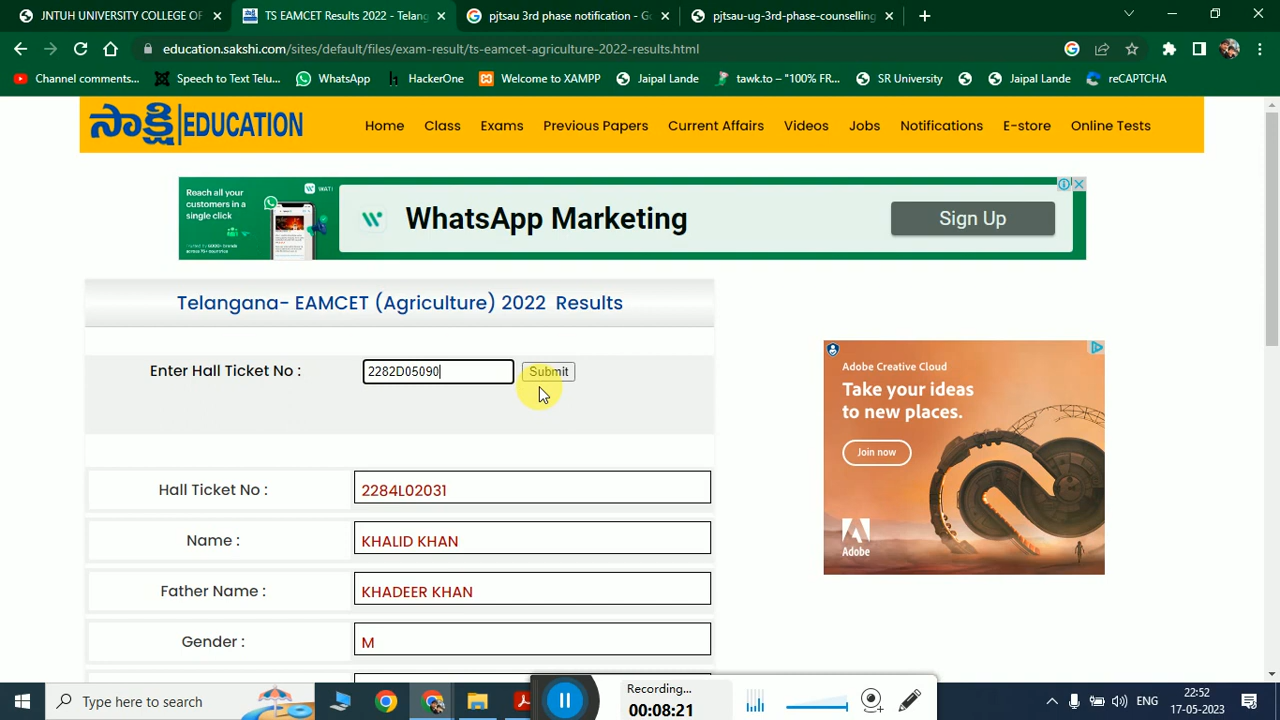 JNTUH UNIVERSITY COLLEGE OF
TS EAMCET Results 2022 - Telang
pjtsau 3rd phase notification - Go
pjtsau-ug-3rd-phase-counselling
education.sakshi.com/sites/default/files/exam-result/ts-eamcet-agriculture-2022-results.html
Channel comments...
Speech to Text Telu...
WhatsApp
HackerOne
Welcome to XAMPP
Jaipal Lande
tawk.to – "100% FR...
SR University
Jaipal Lande
reCAPTCHA
సాక్షి EDUCATION
Home
Class
Exams
Previous Papers
Current Affairs
Videos
Jobs
Notifications
E-store
Online Tests
Reach all your
customers in a
single click
WATI
WhatsApp Marketing
Sign Up
Telangana- EAMCET (Agriculture) 2022 Results
Enter Hall Ticket No :
2282D05090
Submit
Hall Ticket No :
2284L02031
Name :
KHALID KHAN
Father Name :
KHADEER KHAN
Gender :
M
Adobe Creative Cloud
Take your ideas
to new places.
Join now
Adobe
Type here to search
Recording...
00:08:21
ENG
22:52
17-05-2023